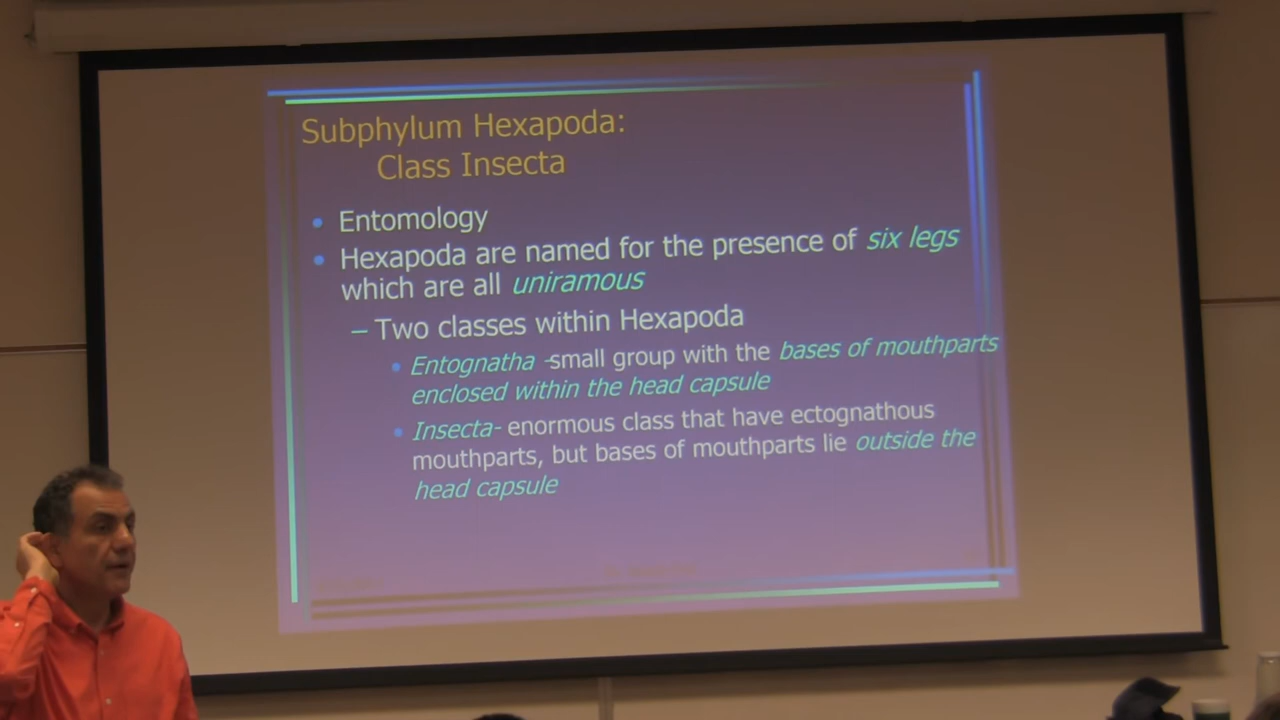 Subphylum Hexapoda:
Class Insecta
• Entomology
• Hexapoda are named for the presence of six legs
which are all uniramous
– Two classes within Hexapoda
• Entognatha -small group with the bases of mouthparts
enclosed within the head capsule
• Insecta- enormous class that have ectognathous
mouthparts, but bases of mouthparts lie outside the
head capsule